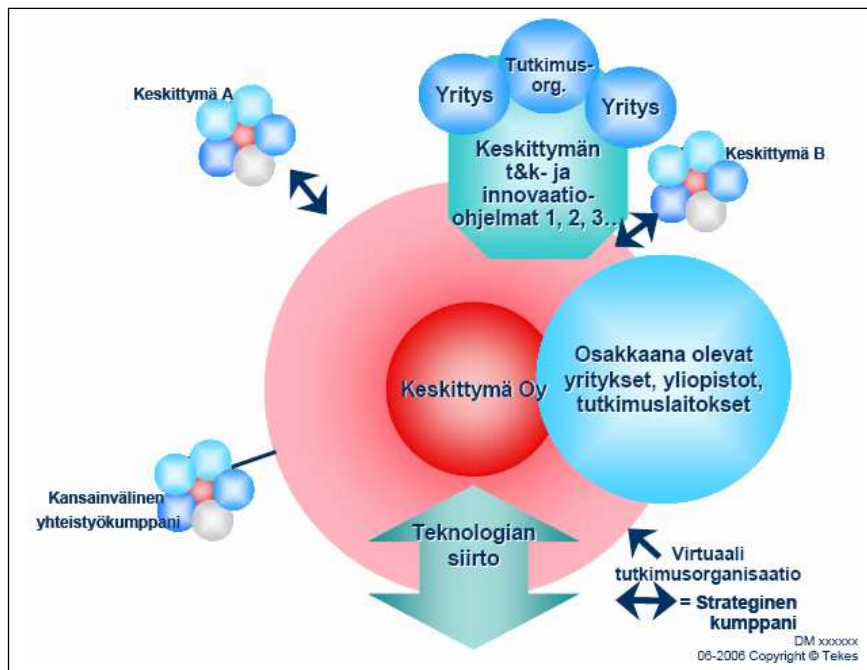 Keskittymä A
Yritys
Tutkimus-
org.
Yritys
Keskittymän
t&k- ja
innovaatio-
ohjelmat 1, 2, 3...
Keskittymä B
Keskittymä Oy
Osakkaana olevat
yritykset, yliopistot,
tutkimuslaitokset
Kansainvälinen
yhteistyökumppani
Teknologian
siirto
Virtuaali
tutkimusorganisaatio
= Strateginen
kumppani
DM xxxxxx
06-2006 Copyright © Tekes